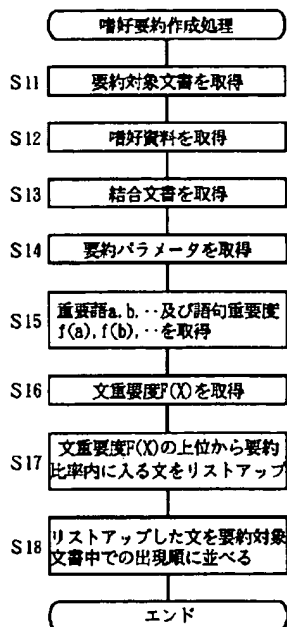 嗜好要約作成処理
S11 要約対象文書を取得
S12 嗜好資料を取得
S13 結合文書を取得
S14 要約パラメータを取得
S15 重要語a,b,‥及び語句重要度
f(a),f(b),‥を取得
S16 文重要度F(X)を取得
S17 文重要度F(X)の上位から要約
比率内に入る文をリストアップ
S18 リストアップした文を要約対象
文書中での出現順に並べる
エンド